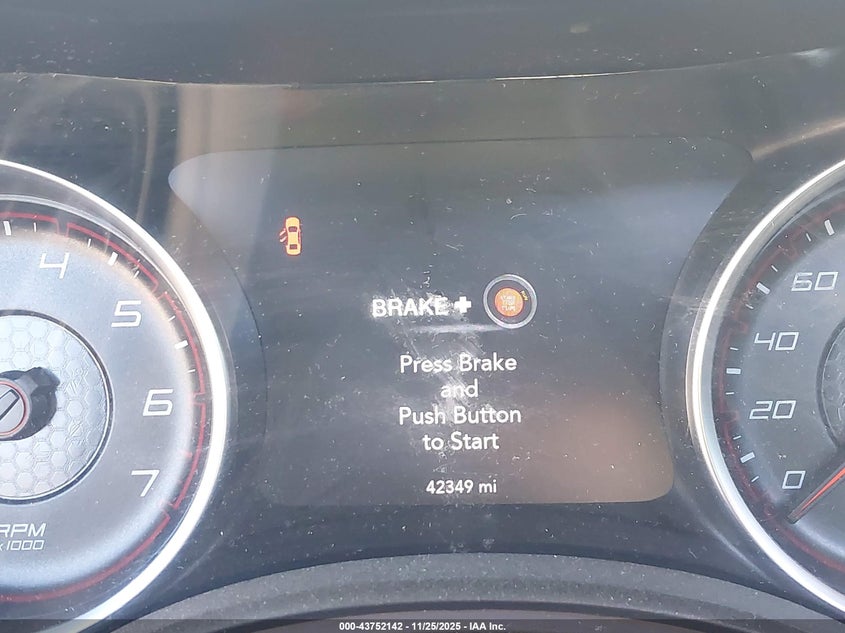 4
5
6
7
RPM
x1000
BRAKE +
Press Brake
and
Push Button
to Start
42349 mi
60
40
20
0
000-43752142 - 11/25/2025 - IAA Inc.